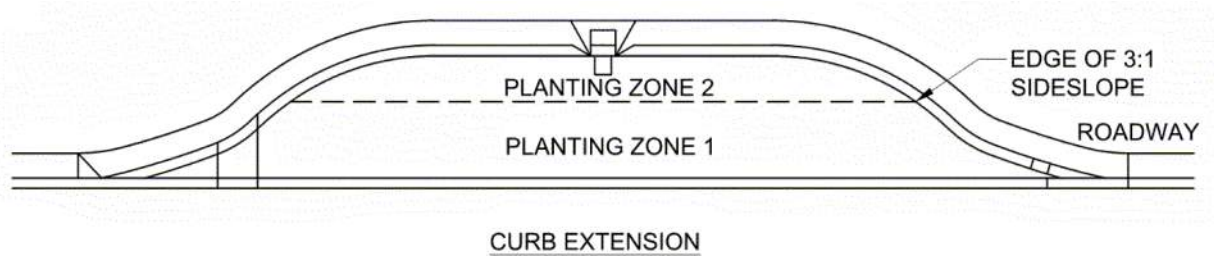 EDGE OF 3:1
SIDESLOPE
PLANTING ZONE 2
ROADWAY
PLANTING ZONE 1
CURB EXTENSION